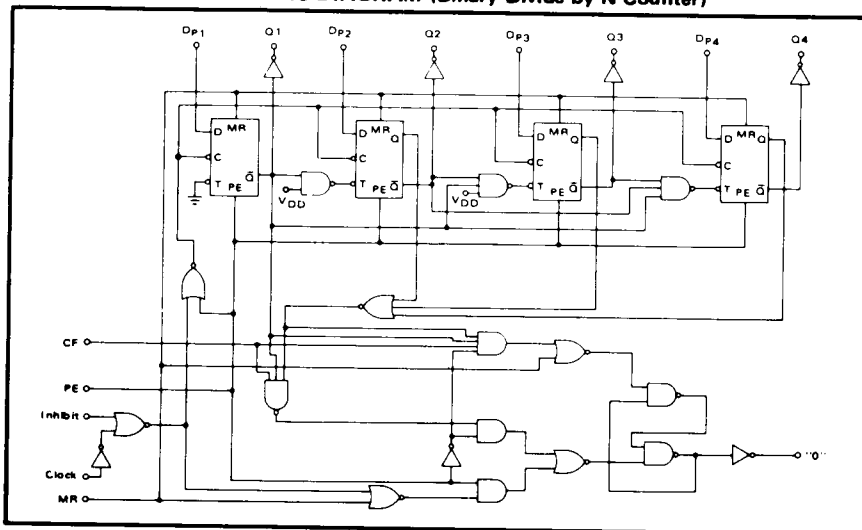 (Binary Divide by N Counter)
DP1 Q1 DP2 Q2 DP3 Q3 DP4 Q4
MR MR Q MR Q MR Q
D D D D
C C C C
T PE Q̅ T PE Q̅ T PE Q̅ T PE Q̅
VDD VDD
CF
PE
Inhibit
Clock
MR
"0"